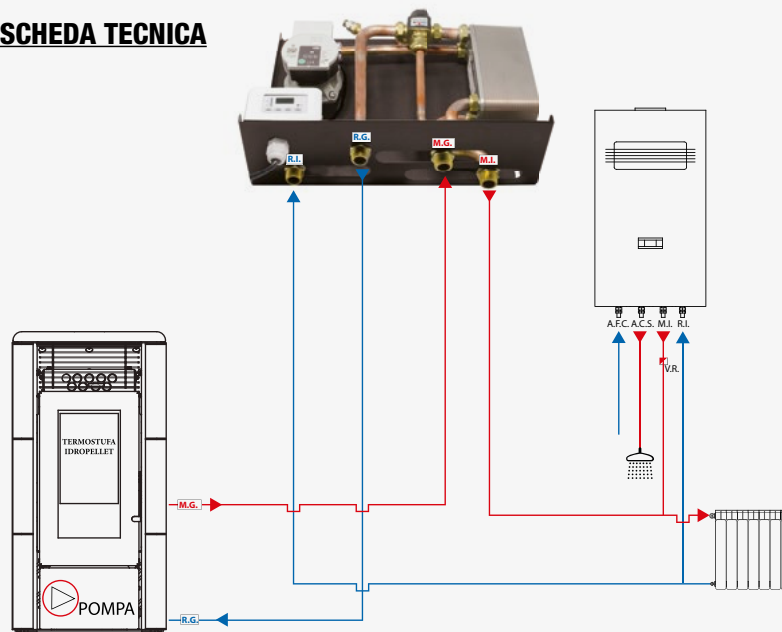 SCHEDA TECNICA
R.I.
R.G.
M.G.
M.I.
A.F.C. A.C.S. M.I. R.I.
V.R.
TERMOSTUFA
IDROPELLET
M.G.
POMPA
R.G.